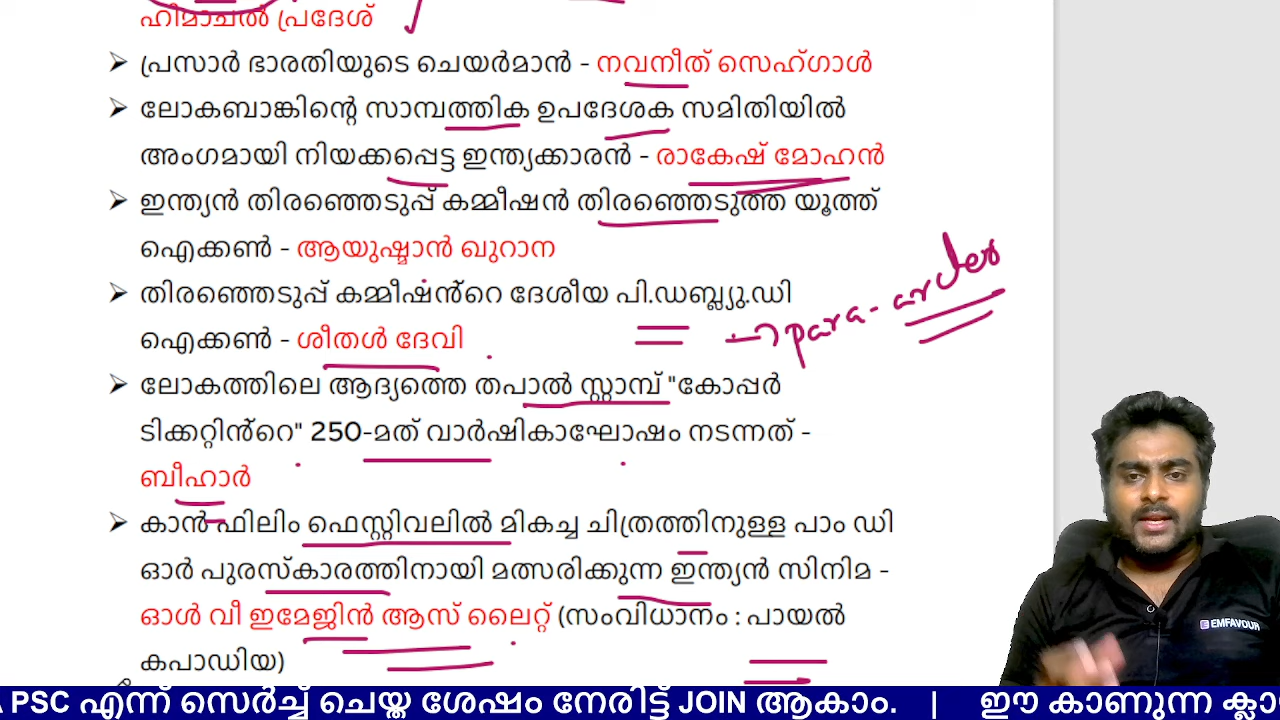 ഹിമാചൽ പ്രദേശ്
➢ പ്രസാർ ഭാരതിയുടെ ചെയർമാൻ - നവനീത് സെഹ്ഗാൾ
➢ ലോകബാങ്കിന്റെ സാമ്പത്തിക ഉപദേശക സമിതിയിൽ
അംഗമായി നിയക്കപ്പെട്ട ഇന്ത്യക്കാരൻ - രാകേഷ് മോഹൻ
➢ ഇന്ത്യൻ തിരഞ്ഞെടുപ്പ് കമ്മീഷൻ തിരഞ്ഞെടുത്ത യൂത്ത്
ഐക്കൺ - ആയുഷ്മാൻ ഖുറാന
➢ തിരഞ്ഞെടുപ്പ് കമ്മീഷൻ്റെ ദേശീയ പി.ഡബ്ല്യു.ഡി
ഐക്കൺ - ശീതൾ ദേവി
para-archer
➢ ലോകത്തിലെ ആദ്യത്തെ തപാൽ സ്റ്റാമ്പ് "കോപ്പർ
ടിക്കറ്റിൻ്റെ" 250-മത് വാർഷികാഘോഷം നടന്നത് -
ബീഹാർ
➢ കാൻ ഫിലിം ഫെസ്റ്റിവലിൽ മികച്ച ചിത്രത്തിനുള്ള പാം ഡി
ഓർ പുരസ്കാരത്തിനായി മത്സരിക്കുന്ന ഇന്ത്യൻ സിനിമ -
ഓൾ വീ ഇമേജിൻ ആസ് ലൈറ്റ് (സംവിധാനം : പായൽ
കപാഡിയ)
EMFAVOUR
PSC എന്ന് സെർച്ച് ചെയ്ത ശേഷം നേരിട്ട് JOIN ആകാം. | ഈ കാണുന്ന